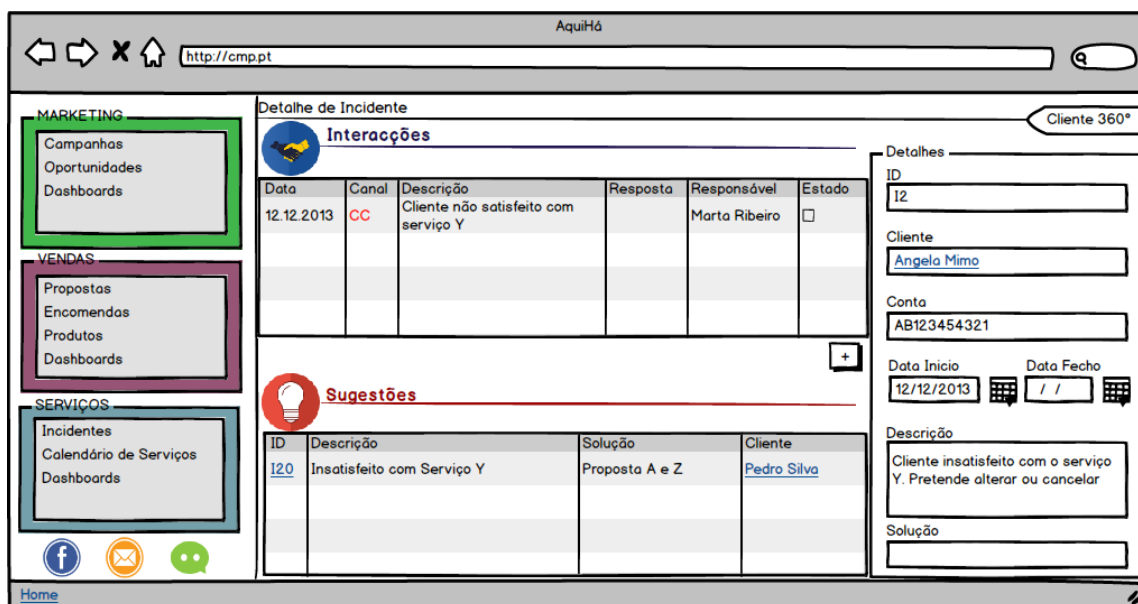 AquiHá
http://cmp.pt
MARKETING
Campanhas
Oportunidades
Dashboards
VENDAS
Propostas
Encomendas
Produtos
Dashboards
SERVIÇOS
Incidentes
Calendário de Serviços
Dashboards
f
Detalhe de Incidente
Interacções
Data Canal Descrição Resposta Responsável Estado
12.12.2013 CC Cliente não satisfeito com Marta Ribeiro
serviço Y
+
Sugestões
ID Descrição Solução Cliente
I20 Insatisfeito com Serviço Y Proposta A e Z Pedro Silva
Cliente 360°
Detalhes
ID
I2
Cliente
Angela Mimo
Conta
AB123454321
Data Inicio Data Fecho
12/12/2013 / /
Descrição
Cliente insatisfeito com o serviço
Y. Pretende alterar ou cancelar
Solução
Home